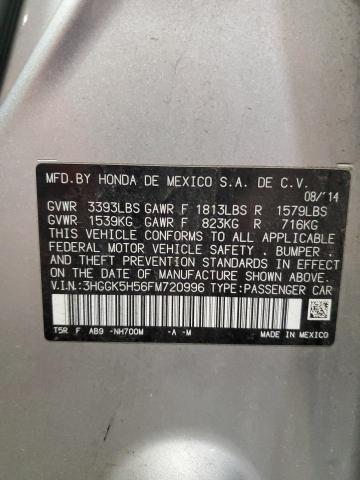 MFD.BY HONDA DE MEXICO S.A. DE C.V.
08/14
GVWR 3393LBS GAWR F 1813LBS R 1579LBS
GVWR 1539KG GAWR F 823KG R 716KG
THIS VEHICLE CONFORMS TO ALL APPLICABLE
FEDERAL MOTOR VEHICLE SAFETY . BUMPER .
AND THEFT PREVENTION STANDARDS IN EFFECT
ON THE DATE OF MANUFACTURE SHOWN ABOVE.
V.I.N.:3HGGK5H56FM720996 TYPE:PASSENGER CAR
T5R F AB9 -NH700M -A -M MADE IN MEXICO